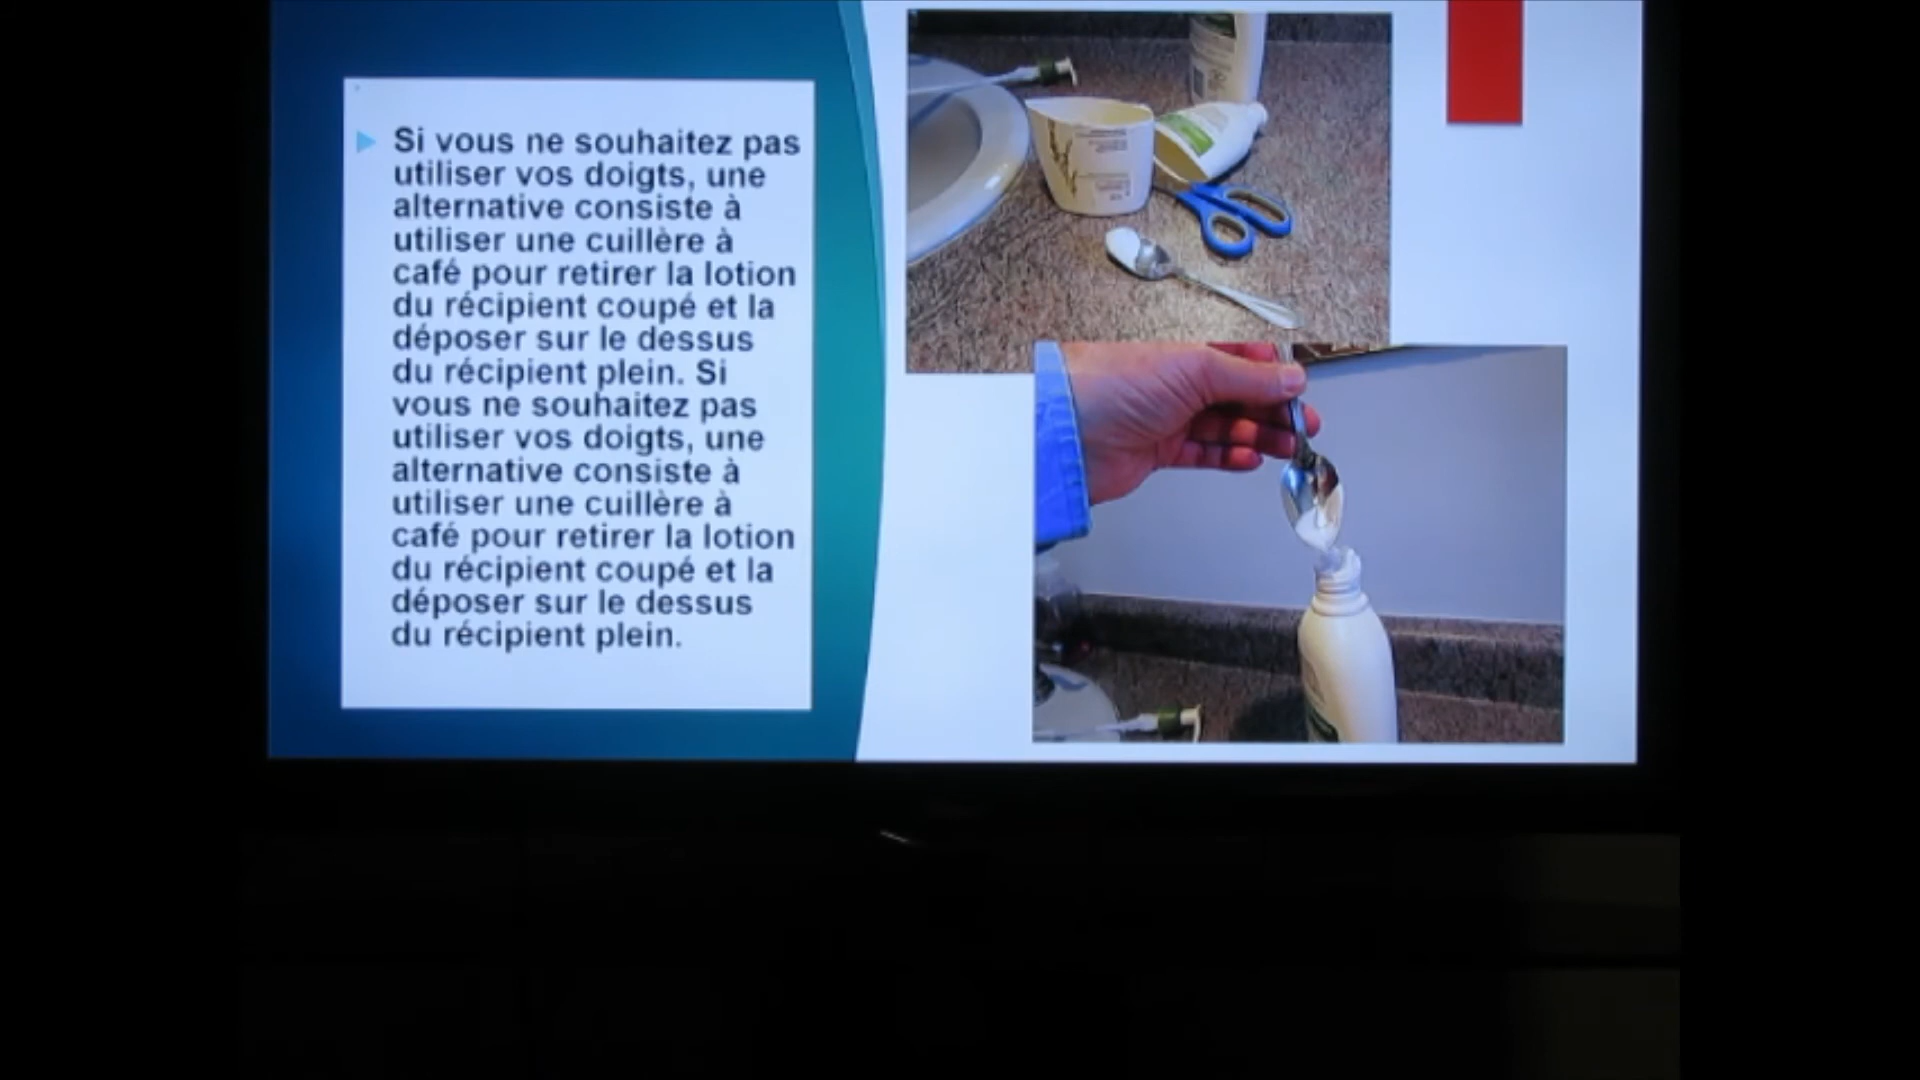 Si vous ne souhaitez pas
utiliser vos doigts, une
alternative consiste à
utiliser une cuillère à
café pour retirer la lotion
du récipient coupé et la
déposer sur le dessus
du récipient plein. Si
vous ne souhaitez pas
utiliser vos doigts, une
alternative consiste à
utiliser une cuillère à
café pour retirer la lotion
du récipient coupé et la
déposer sur le dessus
du récipient plein.